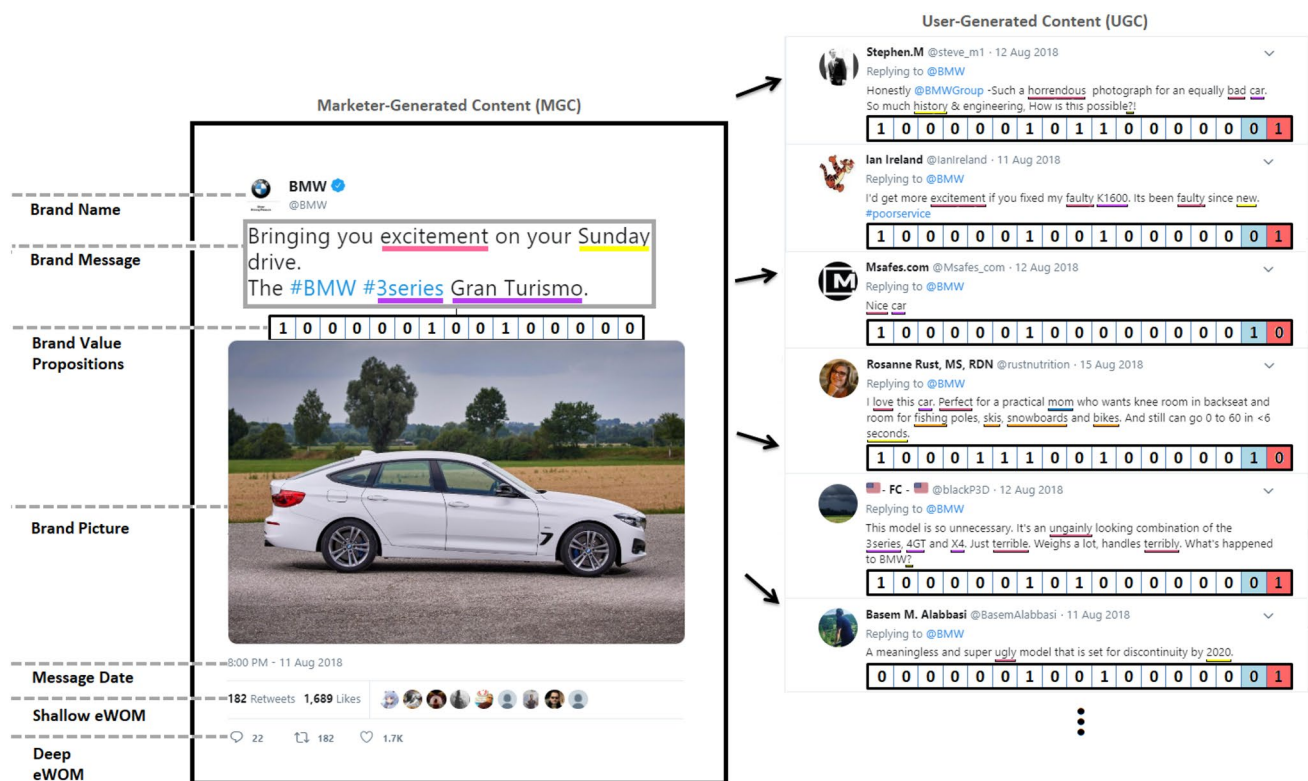 User-Generated Content (UGC)
Marketer-Generated Content (MGC)
Brand Name
Brand Message
Brand Value
Propositions
Brand Picture
Message Date
Shallow eWOM
Deep
eWOM
BMW
@BMW
Bringing you excitement on your Sunday
drive.
The #BMW #3series Gran Turismo.
1 0 0 0 0 0 1 0 0 1 0 0 0 0 0
8:00 PM - 11 Aug 2018
182 Retweets 1,689 Likes
22 182 1.7K
Stephen.M @steve_m1 · 12 Aug 2018
Replying to @BMW
Honestly @BMWGroup -Such a horrendous photograph for an equally bad car.
So much history & engineering, How is this possible?!
1 0 0 0 0 0 1 0 1 1 0 0 0 0 0 0 1
Ian Ireland @IanIreland · 11 Aug 2018
Replying to @BMW
I'd get more excitement if you fixed my faulty K1600. Its been faulty since new.
#poorservice
1 0 0 0 0 0 1 0 0 1 0 0 0 0 0 0 1
Msafes.com @Msafes_com · 12 Aug 2018
Replying to @BMW
Nice car
1 0 0 0 0 0 1 0 0 0 0 0 0 0 0 1 0
Rosanne Rust, MS, RDN @rustnutrition · 15 Aug 2018
Replying to @BMW
I love this car. Perfect for a practical mom who wants knee room in backseat and
room for fishing poles, skis, snowboards and bikes. And still can go 0 to 60 in <6
seconds.
1 0 0 0 1 1 1 0 0 1 0 0 0 0 0 1 0
- FC - @blackP3D · 12 Aug 2018
Replying to @BMW
This model is so unnecessary. It's an ungainly looking combination of the
3series, 4GT and X4. Just terrible. Weighs a lot, handles terribly. What's happened
to BMW?
1 0 0 0 0 0 1 0 1 0 0 0 0 0 0 0 1
Basem M. Alabbasi @BasemAlabbasi · 11 Aug 2018
Replying to @BMW
A meaningless and super ugly model that is set for discontinuity by 2020.
0 0 0 0 0 0 1 0 0 1 0 0 0 0 0 0 1